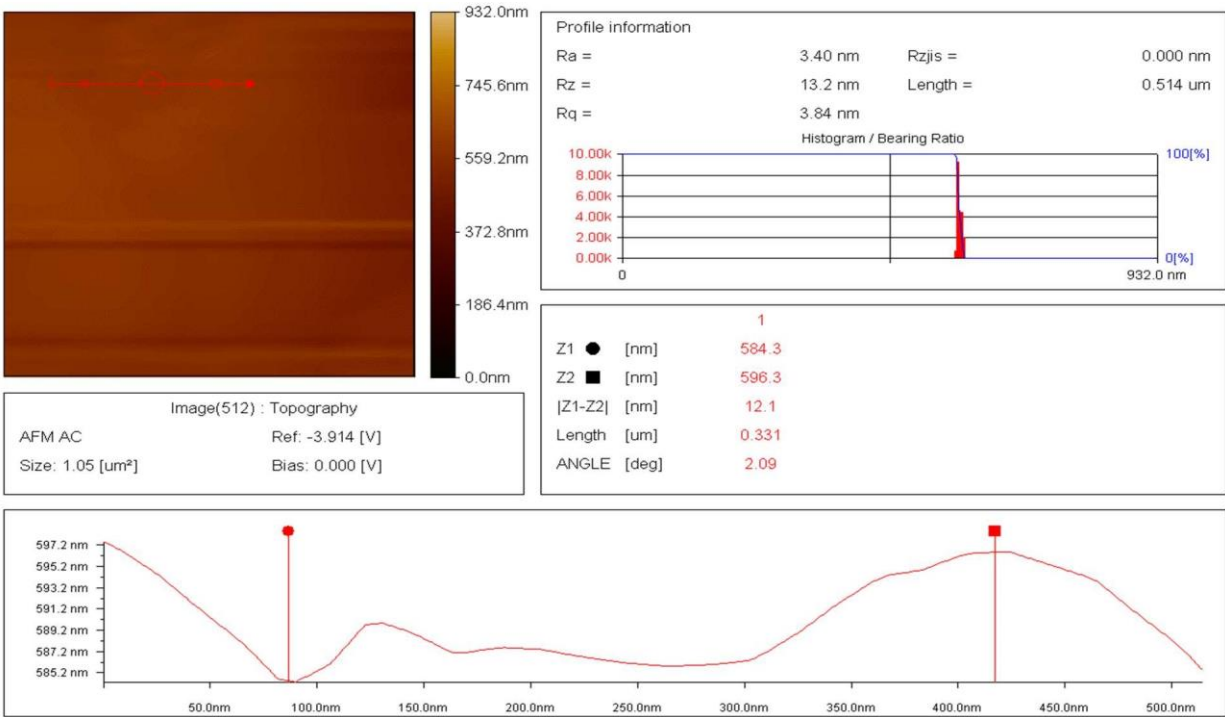 932.0nm
745.6nm
559.2nm
372.8nm
186.4nm
0.0nm
Image(512) : Topography
AFM AC Ref: -3.914 [V]
Size: 1.05 [um²] Bias: 0.000 [V]
Profile information
Ra = 3.40 nm Rzjis = 0.000 nm
Rz = 13.2 nm Length = 0.514 um
Rq = 3.84 nm
Histogram / Bearing Ratio
10.00k 100[%]
8.00k
6.00k
4.00k
2.00k
0.00k 0[%]
0 932.0 nm
1
Z1 ● [nm] 584.3
Z2 ■ [nm] 596.3
|Z1-Z2| [nm] 12.1
Length [um] 0.331
ANGLE [deg] 2.09
597.2 nm
595.2 nm
593.2 nm
591.2 nm
589.2 nm
587.2 nm
585.2 nm
50.0nm 100.0nm 150.0nm 200.0nm 250.0nm 300.0nm 350.0nm 400.0nm 450.0nm 500.0nm